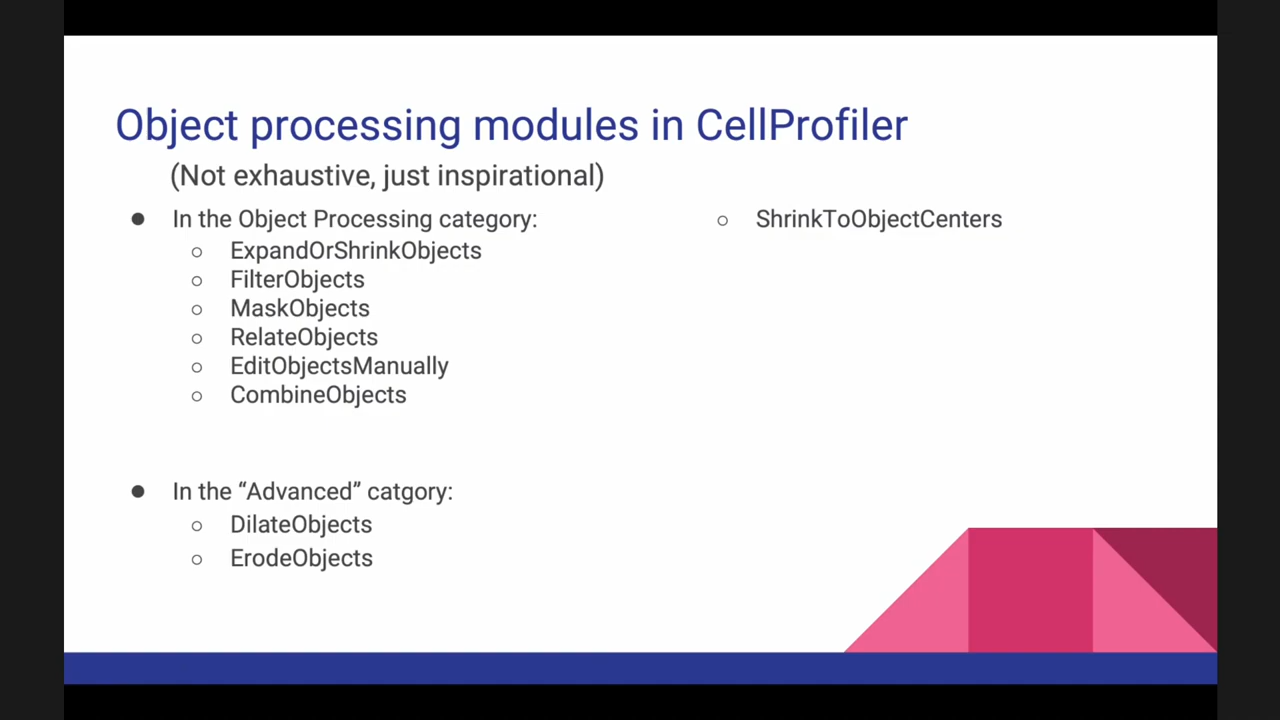 Object processing modules in CellProfiler
(Not exhaustive, just inspirational)
● In the Object Processing category:
○ ExpandOrShrinkObjects
○ FilterObjects
○ MaskObjects
○ RelateObjects
○ EditObjectsManually
○ CombineObjects
● In the “Advanced” catgory:
○ DilateObjects
○ ErodeObjects
○ ShrinkToObjectCenters